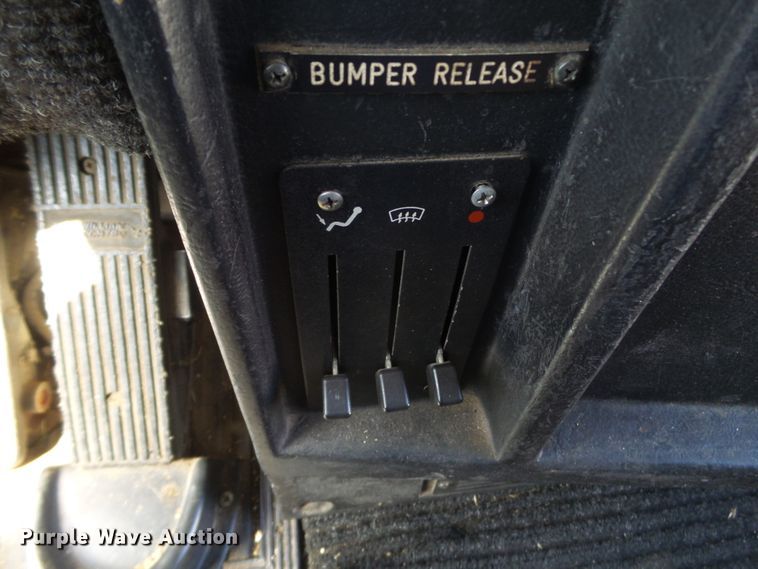 BUMPER RELEASE
Purple Wave Auction